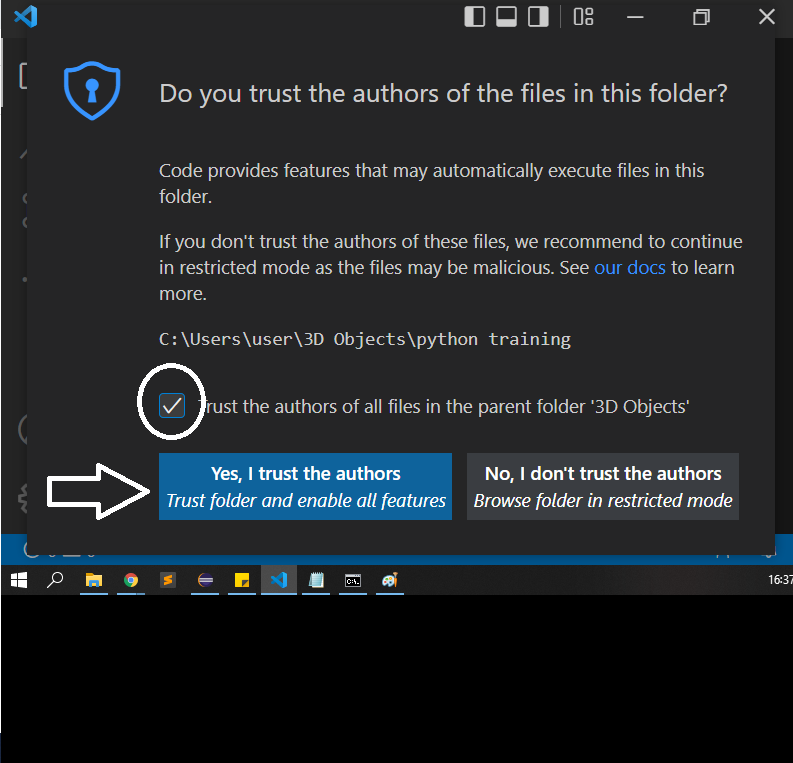 Do you trust the authors of the files in this folder?
Code provides features that may automatically execute files in this
folder.
If you don't trust the authors of these files, we recommend to continue
in restricted mode as the files may be malicious. See our docs to learn
more.
C:\Users\user\3D Objects\python training
Trust the authors of all files in the parent folder '3D Objects'
Yes, I trust the authors
Trust folder and enable all features
No, I don't trust the authors
Browse folder in restricted mode
16:37